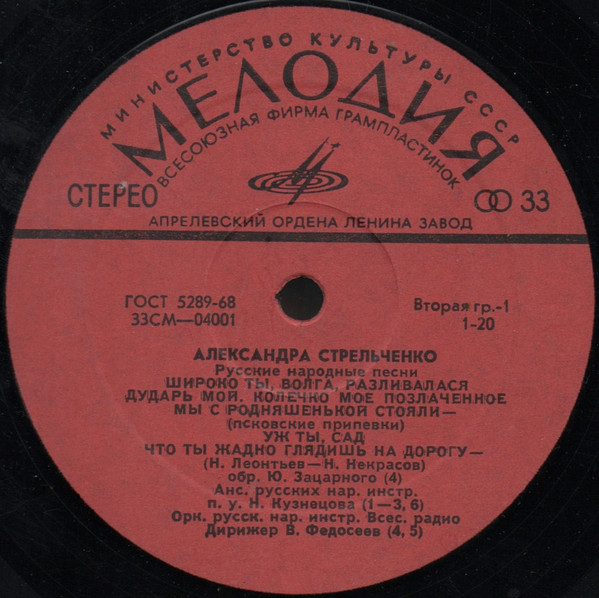 МИНИСТЕРСТВО КУЛЬТУРЫ СССР
МЕЛОДИЯ
ВСЕСОЮЗНАЯ ФИРМА ГРАМПЛАСТИНОК
СТЕРЕО
33
АПРЕЛЕВСКИЙ ОРДЕНА ЛЕНИНА ЗАВОД
ГОСТ 5289-68
33СМ—04001
Вторая гр.-1
1-20
АЛЕКСАНДРА СТРЕЛЬЧЕНКО
Русские народные песни
ШИРОКО ТЫ, ВОЛГА, РАЗЛИВАЛАСЯ
ДУДАРЬ МОЙ. КОЛЕЧКО МОЕ ПОЗЛАЧЕННОЕ
МЫ С РОДНЯШЕНЬКОЙ СТОЯЛИ—
(псковские припевки)
УЖ ТЫ, САД
ЧТО ТЫ ЖАДНО ГЛЯДИШЬ НА ДОРОГУ—
(Н. Леонтьев—Н. Некрасов)
обр. Ю. Зацарного (4)
Анс. русских нар. инстр.
п. у. Н. Кузнецова (1—3, 6)
Орк. русск. нар. инстр. Всес. радио
Дирижер В. Федосеев (4, 5)